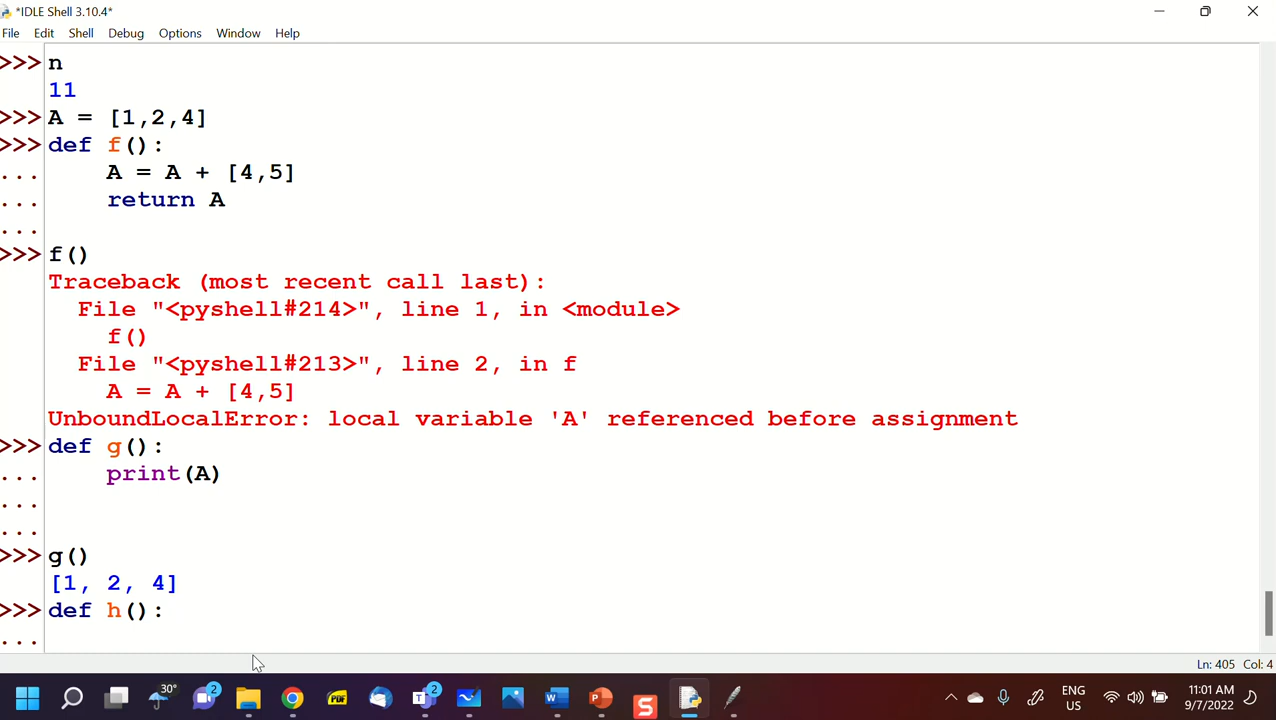 *IDLE Shell 3.10.4*
File Edit Shell Debug Options Window Help
>>> n
11
>>> A = [1,2,4]
>>> def f():
... A = A + [4,5]
... return A
...
>>> f()
Traceback (most recent call last):
File "<pyshell#214>", line 1, in <module>
f()
File "<pyshell#213>", line 2, in f
A = A + [4,5]
UnboundLocalError: local variable 'A' referenced before assignment
>>> def g():
... print(A)
...
...
>>> g()
[1, 2, 4]
>>> def h():
...
Ln: 405 Col: 4
30° 2 PDF T 2 W P S ENG US 11:01 AM 9/7/2022